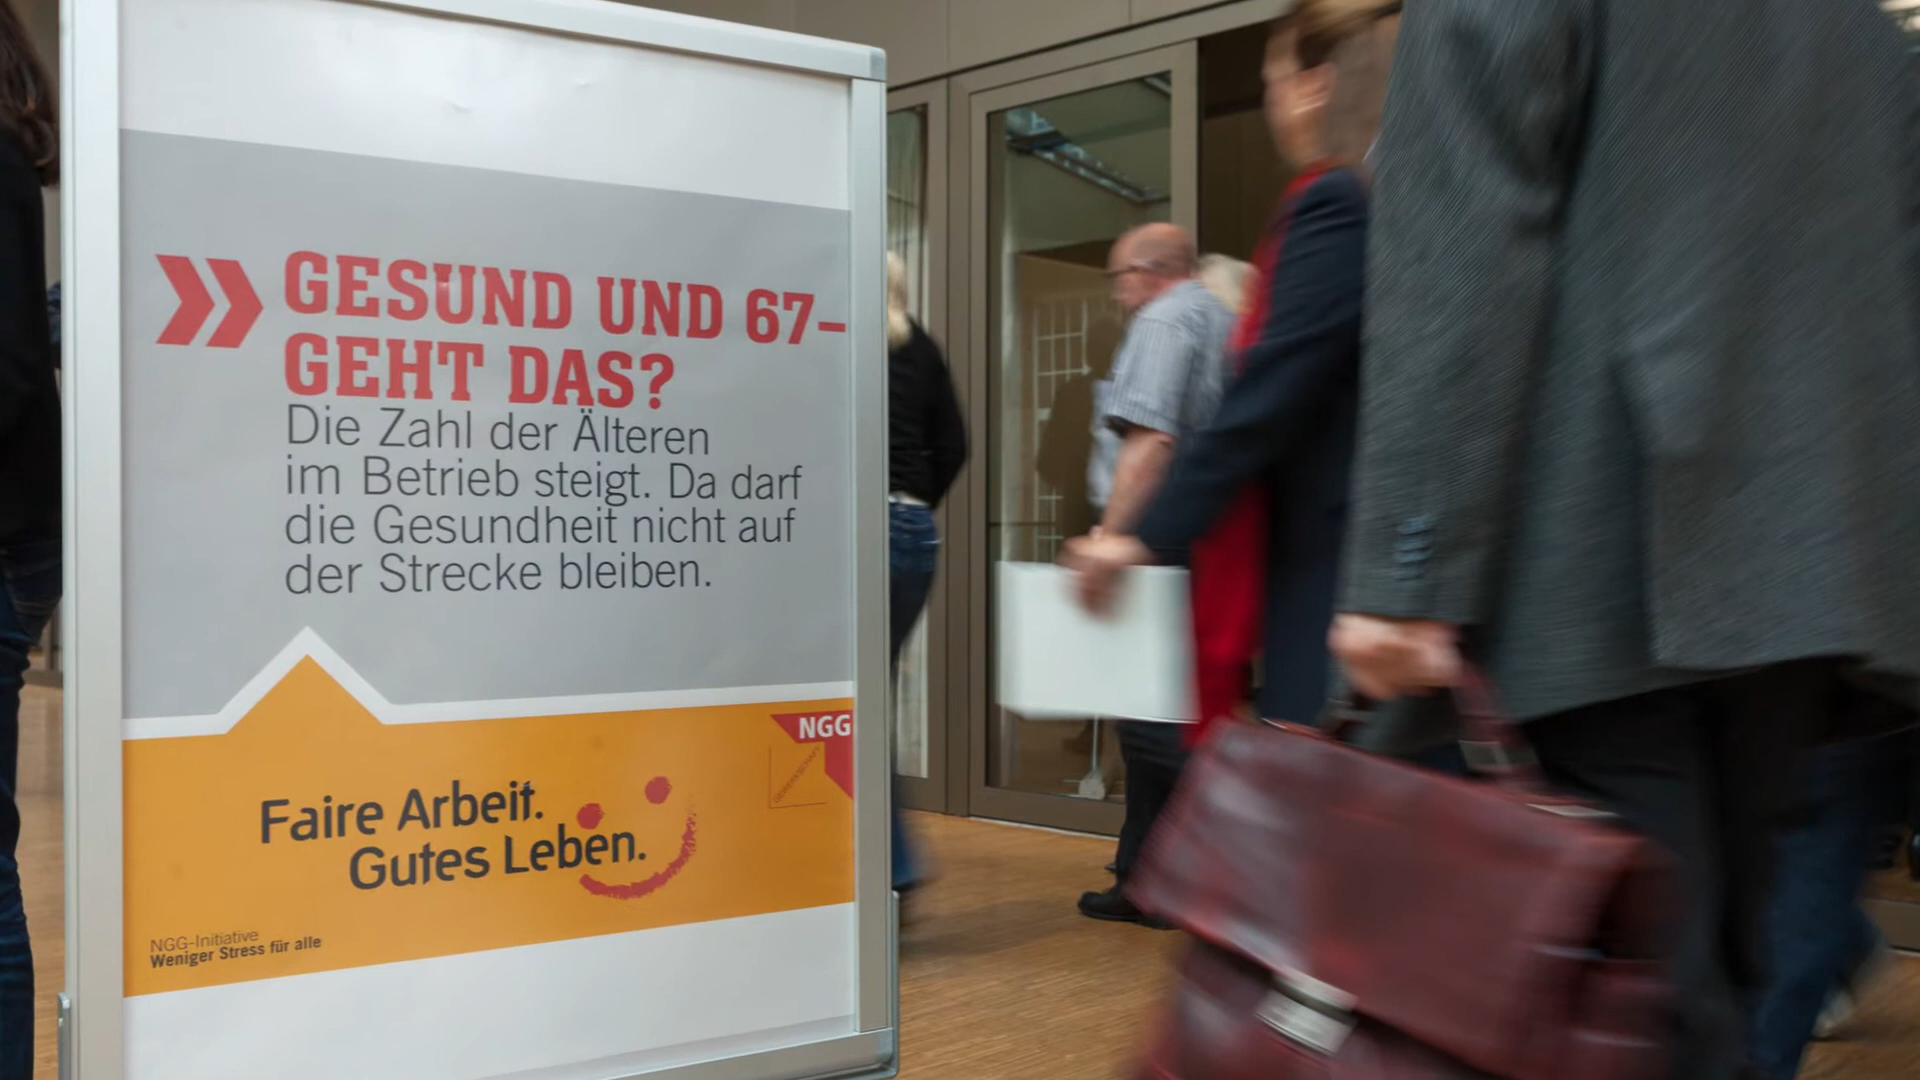 GESUND UND 67–
GEHT DAS?
Die Zahl der Älteren
im Betrieb steigt. Da darf
die Gesundheit nicht auf
der Strecke bleiben.
NGG
GEWERKSCHAFT
Faire Arbeit.
Gutes Leben.
NGG-Initiative
Weniger Stress für alle